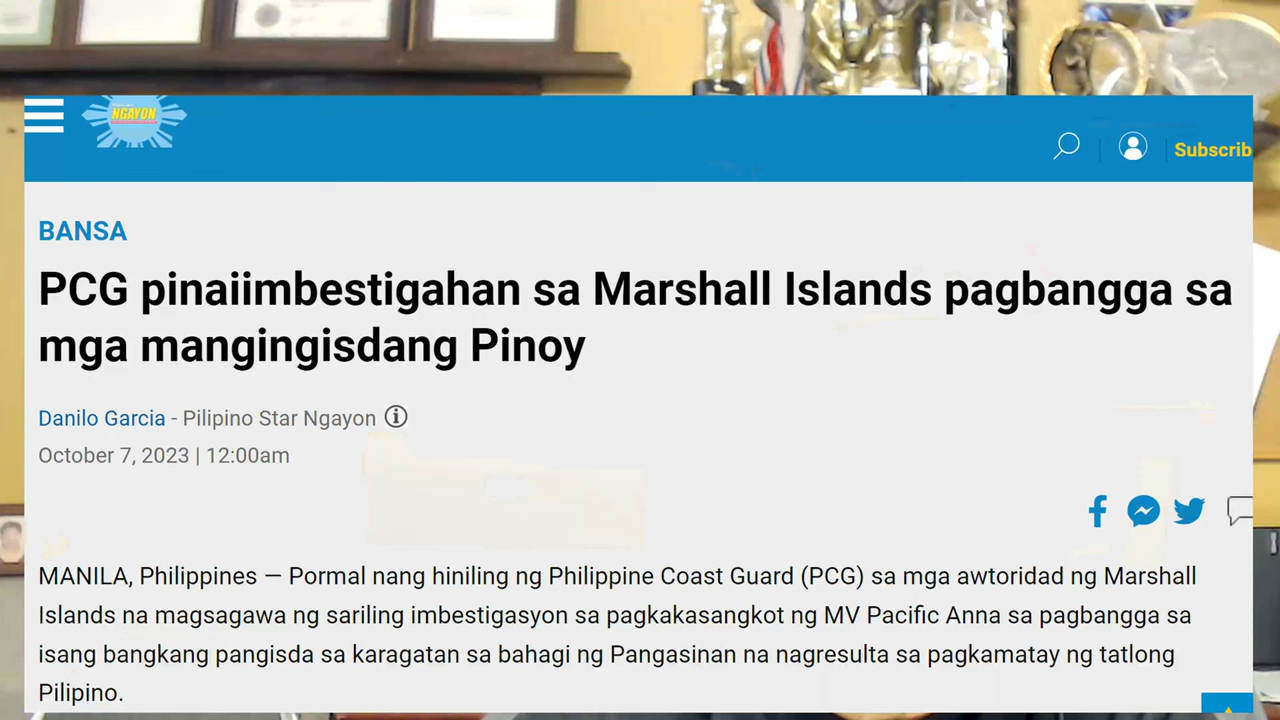 NGAYON
Subscrib
BANSA
PCG pinaiimbestigahan sa Marshall Islands pagbangga sa
mga mangingisdang Pinoy
Danilo Garcia - Pilipino Star Ngayon
October 7, 2023 | 12:00am
MANILA, Philippines — Pormal nang hiniling ng Philippine Coast Guard (PCG) sa mga awtoridad ng Marshall
Islands na magsagawa ng sariling imbestigasyon sa pagkakasangkot ng MV Pacific Anna sa pagbangga sa
isang bangkang pangisda sa karagatan sa bahagi ng Pangasinan na nagresulta sa pagkamatay ng tatlong
Pilipino.